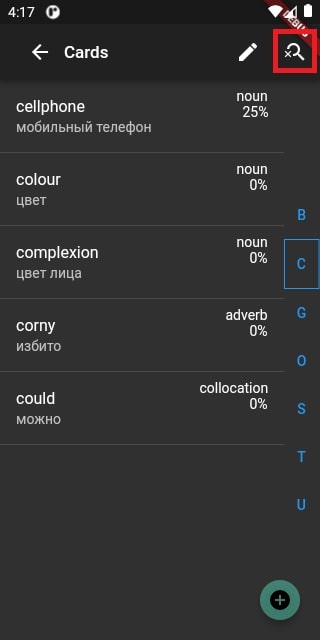 4:17
DEBUG
Cards
cellphone
noun
25%
мобильный телефон
colour
noun
0%
цвет
complexion
noun
0%
цвет лица
corny
adverb
0%
избито
could
collocation
0%
можно
B
C
G
O
S
T
U